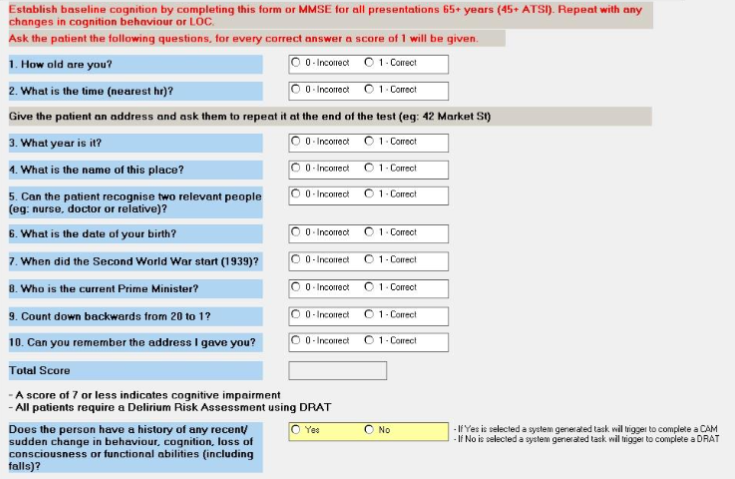 Establish baseline cognition by completing this form or MMSE for all presentations 65+ years (45+ ATSI). Repeat with any
changes in cognition behaviour or LOC.
Ask the patient the following questions, for every correct answer a score of 1 will be given.
1. How old are you? 0 - Incorrect 1 - Correct
2. What is the time (nearest hr)? 0 - Incorrect 1 - Correct
Give the patient an address and ask them to repeat it at the end of the test (eg: 42 Market St)
3. What year is it? 0 - Incorrect 1 - Correct
4. What is the name of this place? 0 - Incorrect 1 - Correct
5. Can the patient recognise two relevant people 0 - Incorrect 1 - Correct
(eg: nurse, doctor or relative)?
6. What is the date of your birth? 0 - Incorrect 1 - Correct
7. When did the Second World War start (1939)? 0 - Incorrect 1 - Correct
8. Who is the current Prime Minister? 0 - Incorrect 1 - Correct
9. Count down backwards from 20 to 1? 0 - Incorrect 1 - Correct
10. Can you remember the address I gave you? 0 - Incorrect 1 - Correct
Total Score
- A score of 7 or less indicates cognitive impairment
- All patients require a Delirium Risk Assessment using DRAT
Does the person have a history of any recent/ Yes No - If Yes is selected a system generated task will trigger to complete a CAM
sudden change in behaviour, cognition, loss of - If No is selected a system generated task will trigger to complete a DRAT
consciousness or functional abilities (including
falls)?